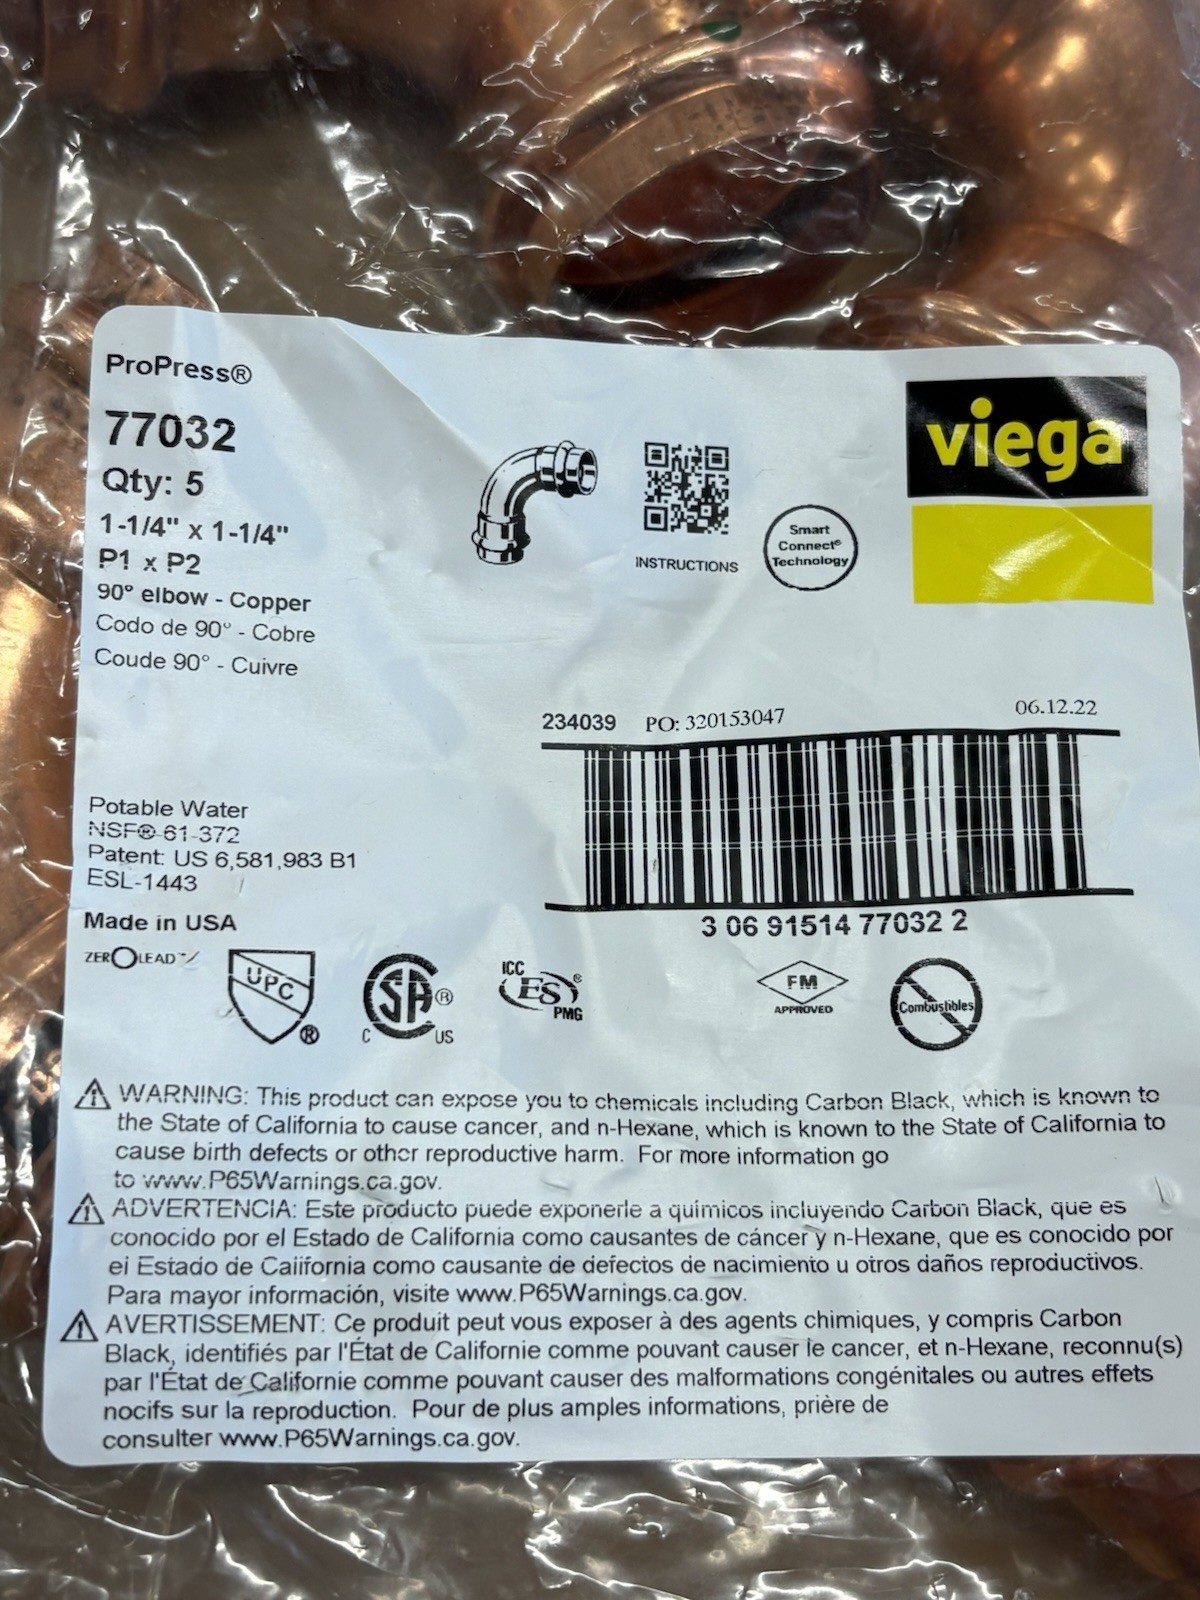 ProPress®
77032
Qty: 5
1-1/4" x 1-1/4"
P1 x P2
90° elbow - Copper
Codo de 90° - Cobre
Coude 90° - Cuivre
INSTRUCTIONS
Smart
Connect®
Technology
viega
234039 PO: 320153047 06.12.22
3 06 91514 77032 2
Potable Water
NSF®-61-372
Patent: US 6,581,983 B1
ESL-1443
Made in USA
ZERO LEAD™
UPC®
SA®
C US
ICC
ES®
PMG
FM
APPROVED
Combustibles
WARNING: This product can expose you to chemicals including Carbon Black, which is known to
the State of California to cause cancer, and n-Hexane, which is known to the State of California to
cause birth defects or other reproductive harm. For more information go
to www.P65Warnings.ca.gov.
ADVERTENCIA: Este producto puede exponerle a químicos incluyendo Carbon Black, que es
conocido por el Estado de California como causantes de cáncer y n-Hexane, que es conocido por
el Estado de California como causante de defectos de nacimiento u otros daños reproductivos.
Para mayor información, visite www.P65Warnings.ca.gov.
AVERTISSEMENT: Ce produit peut vous exposer à des agents chimiques, y compris Carbon
Black, identifiés par l'État de Californie comme pouvant causer le cancer, et n-Hexane, reconnu(s)
par l'État de Californie comme pouvant causer des malformations congénitales ou autres effets
nocifs sur la reproduction. Pour de plus amples informations, prière de
consulter www.P65Warnings.ca.gov.